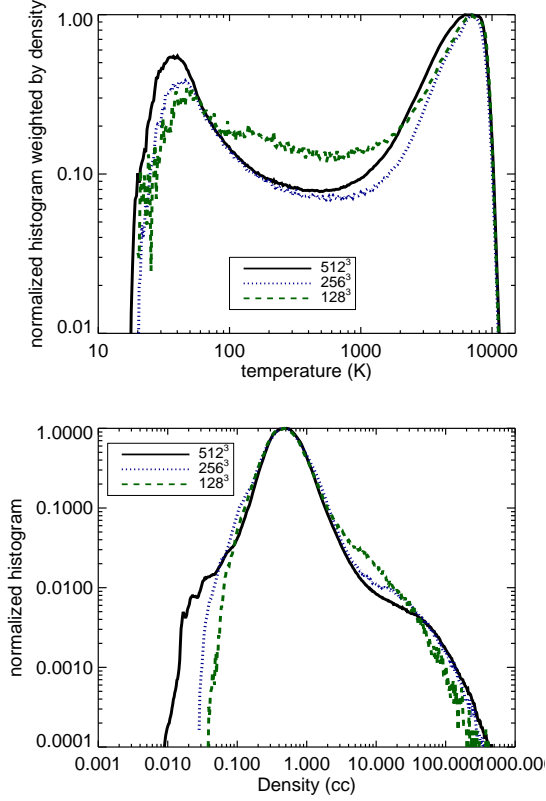 normalized histogram weighted by density
1.00
0.10
0.01
512³
256³
128³
10 100 1000 10000
temperature (K)
normalized histogram
1.0000
0.1000
0.0100
0.0010
0.0001
512³
256³
128³
0.001 0.010 0.100 1.000 10.000 100.000
Density (cc)